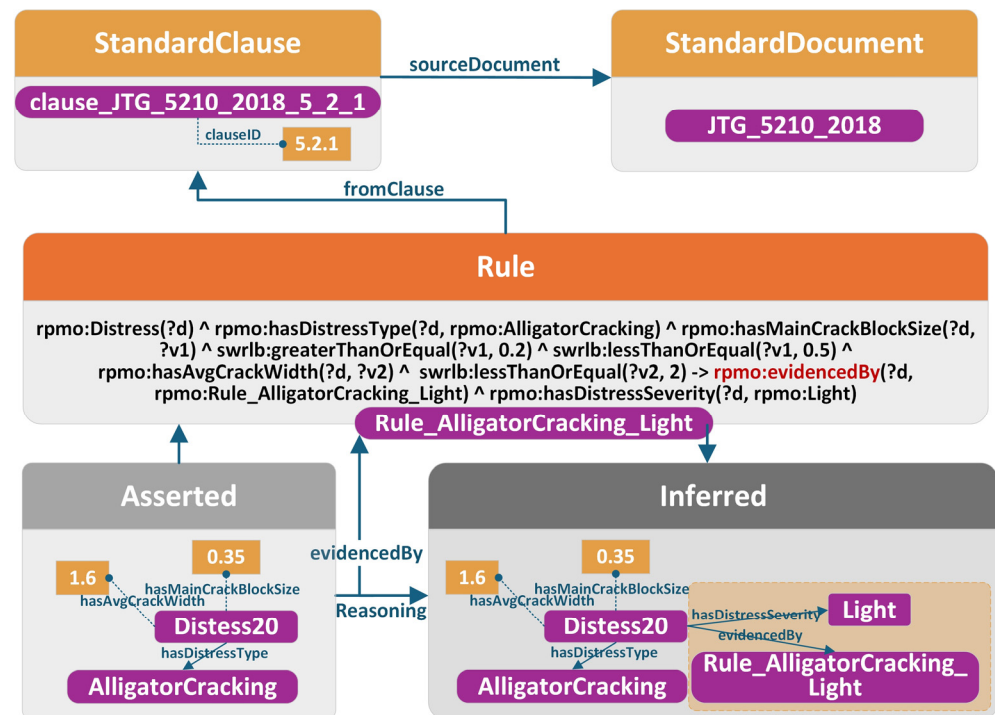 StandardClause
clause_JTG_5210_2018_5_2_1
clauseID
5.2.1
sourceDocument
StandardDocument
JTG_5210_2018
fromClause
Rule
rpmo:Distress(?d) ^ rpmo:hasDistressType(?d, rpmo:AlligatorCracking) ^ rpmo:hasMainCrackBlockSize(?d,
?v1) ^ swrlb:greaterThanOrEqual(?v1, 0.2) ^ swrlb:lessThanOrEqual(?v1, 0.5) ^
rpmo:hasAvgCrackWidth(?d, ?v2) ^ swrlb:lessThanOrEqual(?v2, 2) -> rpmo:evidencedBy(?d,
rpmo:Rule_AlligatorCracking_Light) ^ rpmo:hasDistressSeverity(?d, rpmo:Light)
Rule_AlligatorCracking_Light
Asserted
0.35
1.6
hasMainCrackBlockSize
hasAvgCrackWidth
Distess20
hasDistressType
AlligatorCracking
evidencedBy
Reasoning
Inferred
0.35
1.6
hasMainCrackBlockSize
hasAvgCrackWidth
Distess20
hasDistressType
AlligatorCracking
hasDistressSeverity
Light
evidencedBy
Rule_AlligatorCracking_
Light